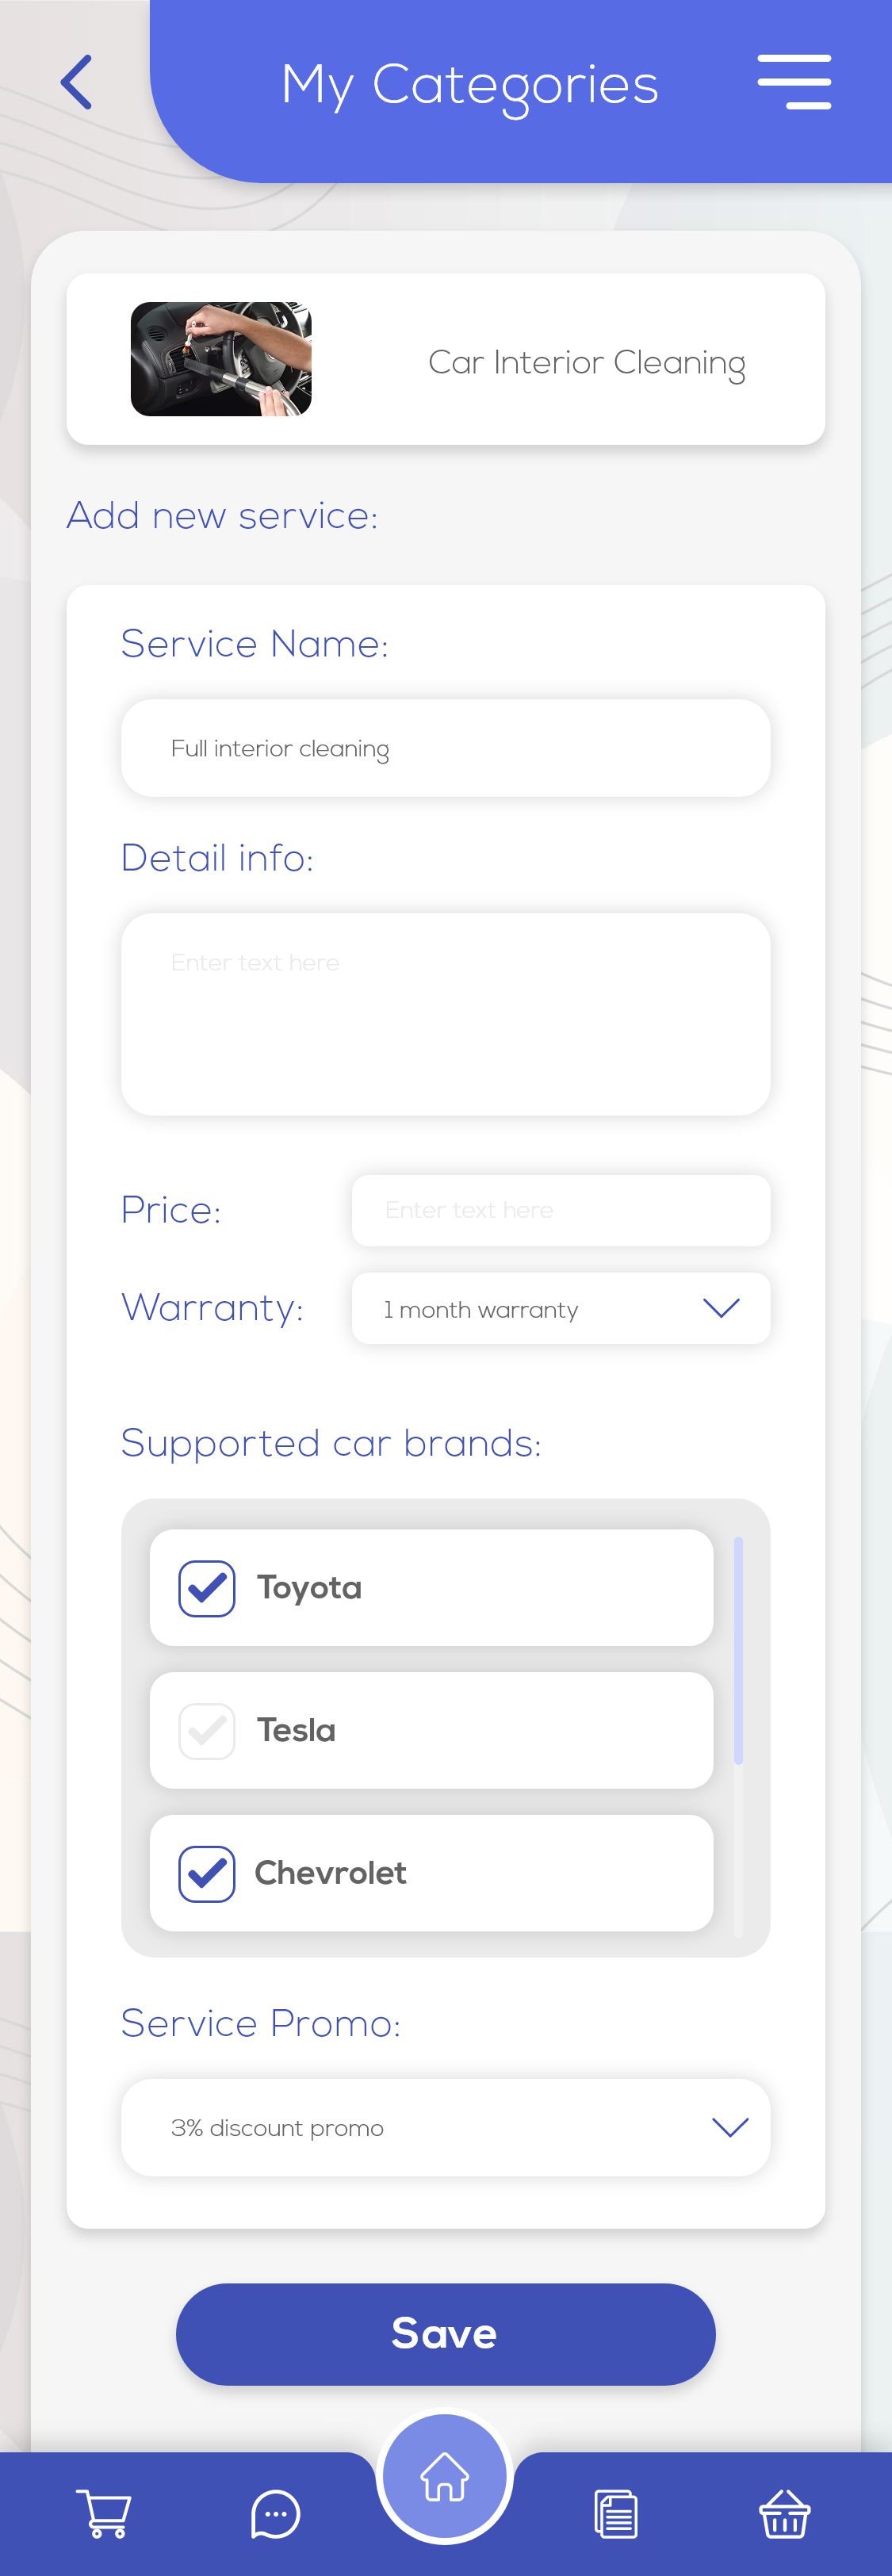 My Categories
Car Interior Cleaning
Add new service:
Service Name:
Full interior cleaning
Detail info:
Enter text here
Price:
Enter text here
Warranty:
1 month warranty
Supported car brands:
Toyota
Tesla
Chevrolet
Service Promo:
3% discount promo
Save